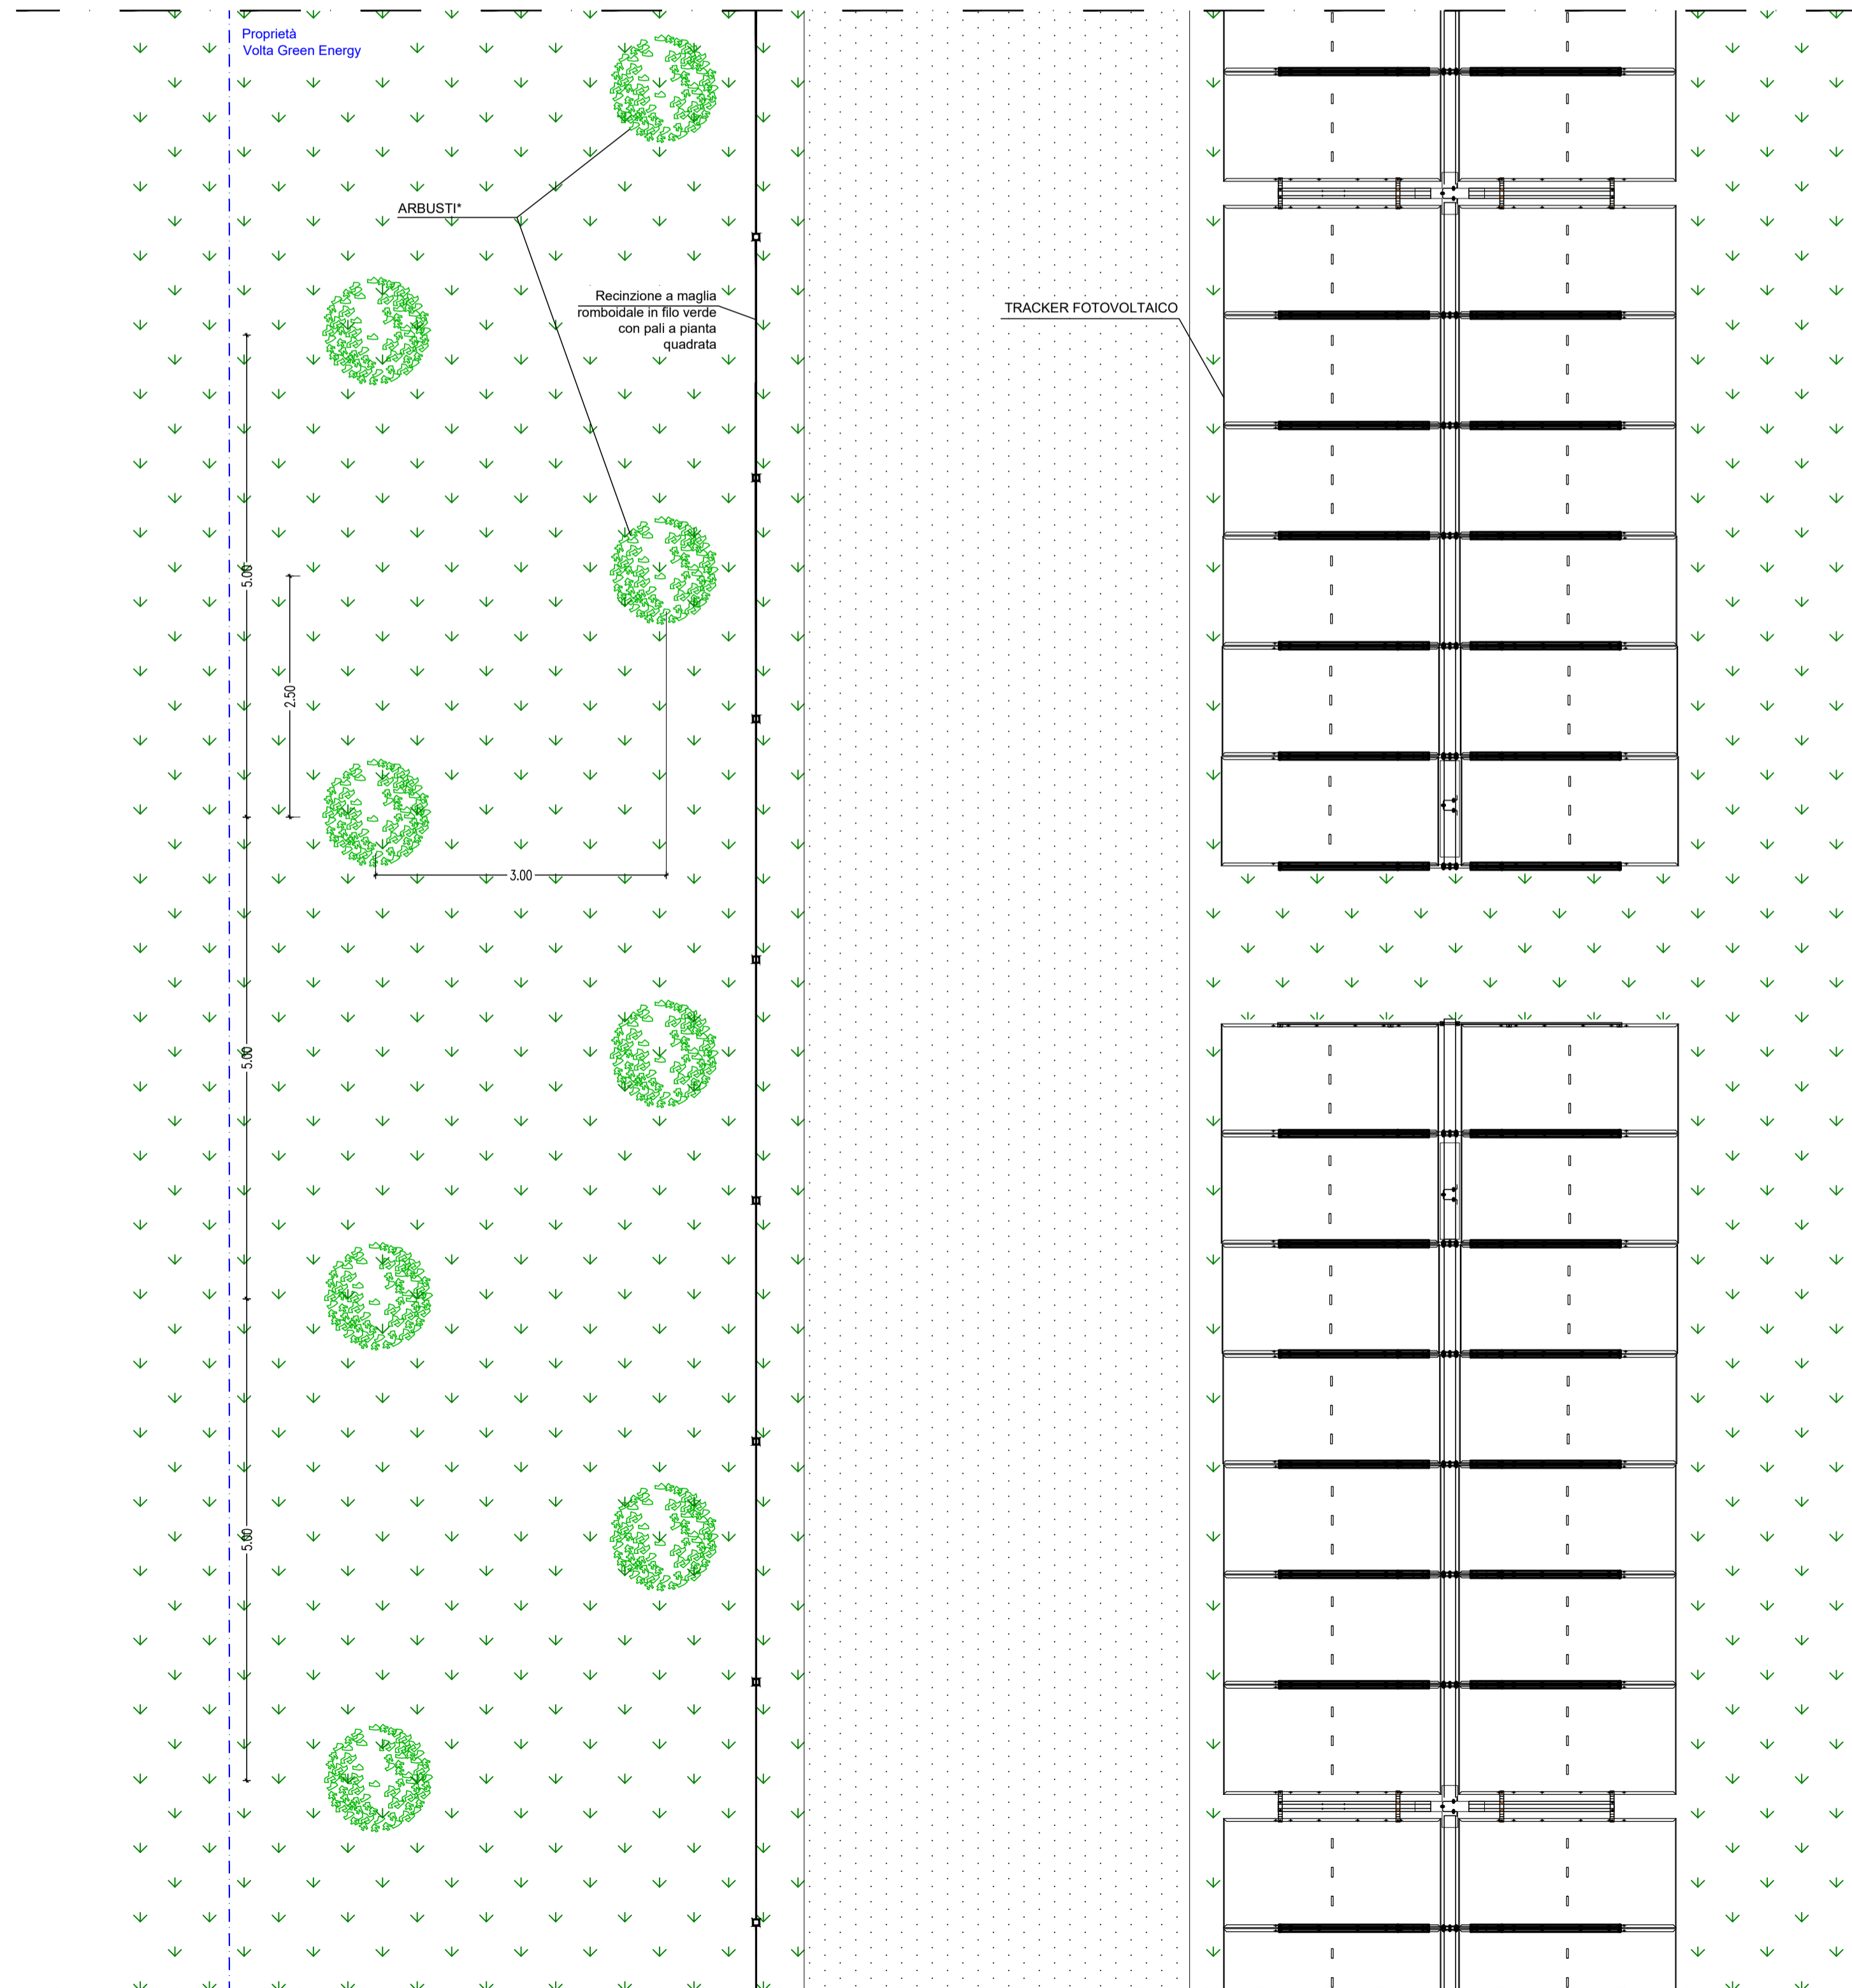 Proprietà
Volta Green Energy
ARBUSTI*
Recinzione a maglia
romboidale in filo verde
con pali a pianta
quadrata
TRACKER FOTOVOLTAICO
5.00
2.50
3.00
5.00
5.00